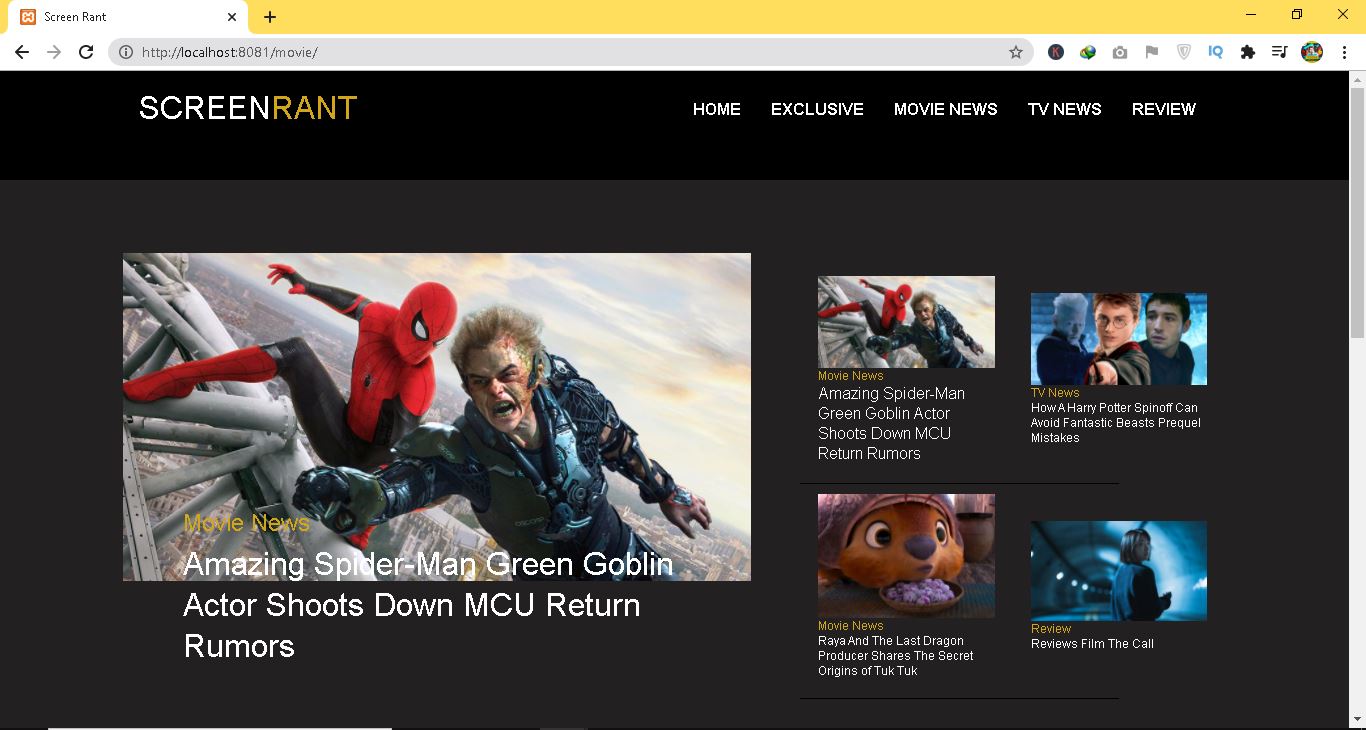 Screen Rant
http://localhost:8081/movie/
K
IQ
SCREENRANT
HOME
EXCLUSIVE
MOVIE NEWS
TV NEWS
REVIEW
Movie News
Amazing Spider-Man Green Goblin
Actor Shoots Down MCU Return
Rumors
Movie News
Amazing Spider-Man
Green Goblin Actor
Shoots Down MCU
Return Rumors
TV News
How A Harry Potter Spinoff Can
Avoid Fantastic Beasts Prequel
Mistakes
Movie News
Raya And The Last Dragon
Producer Shares The Secret
Origins of Tuk Tuk
Review
Reviews Film The Call